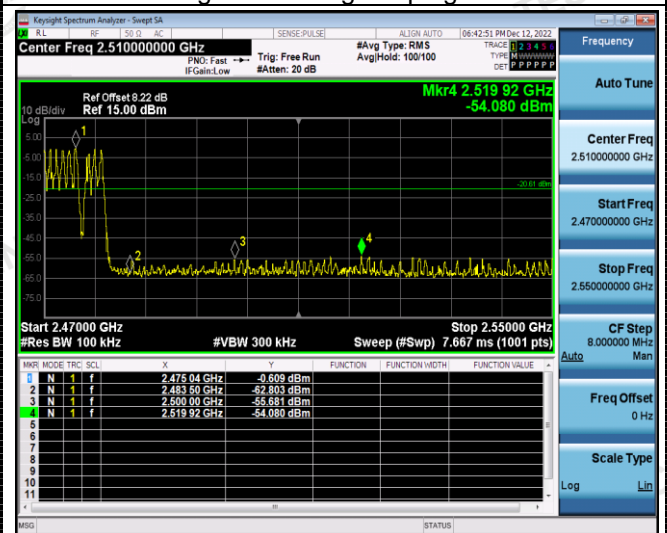 Keysight Spectrum Analyzer - Swept SA
RL RF 50 Ω AC SENSE:PULSE ALIGN AUTO 06:42:51 PM Dec 12, 2022
Center Freq 2.510000000 GHz
PNO: Fast
IFGain:Low
Trig: Free Run
#Atten: 20 dB
#Avg Type: RMS
Avg|Hold: 100/100
TRACE 1 2 3 4 5 6
TYPE M WWWWW
DET P P P P P P
Frequency
Auto Tune
Center Freq
2.510000000 GHz
Start Freq
2.470000000 GHz
Stop Freq
2.550000000 GHz
CF Step
8.000000 MHz
Auto Man
Freq Offset
0 Hz
Scale Type
Log Lin
Mkr4 2.519 92 GHz
-54.080 dBm
Ref Offset 8.22 dB
10 dB/div Ref 15.00 dBm
Log
5.00
-5.00
-15.0
-25.0
-35.0
-45.0
-55.0
-65.0
-75.0
1
2
3
4
-20.61 dBm
Start 2.47000 GHz Stop 2.55000 GHz
#Res BW 100 kHz #VBW 300 kHz Sweep (#Swp) 7.667 ms (1001 pts)
MKR MODE TRC SCL X Y FUNCTION FUNCTION WIDTH FUNCTION VALUE
1 N 1 f 2.475 04 GHz -0.609 dBm
2 N 1 f 2.483 50 GHz -62.803 dBm
3 N 1 f 2.500 00 GHz -55.681 dBm
4 N 1 f 2.519 92 GHz -54.080 dBm
5
6
7
8
9
10
11
MSG STATUS